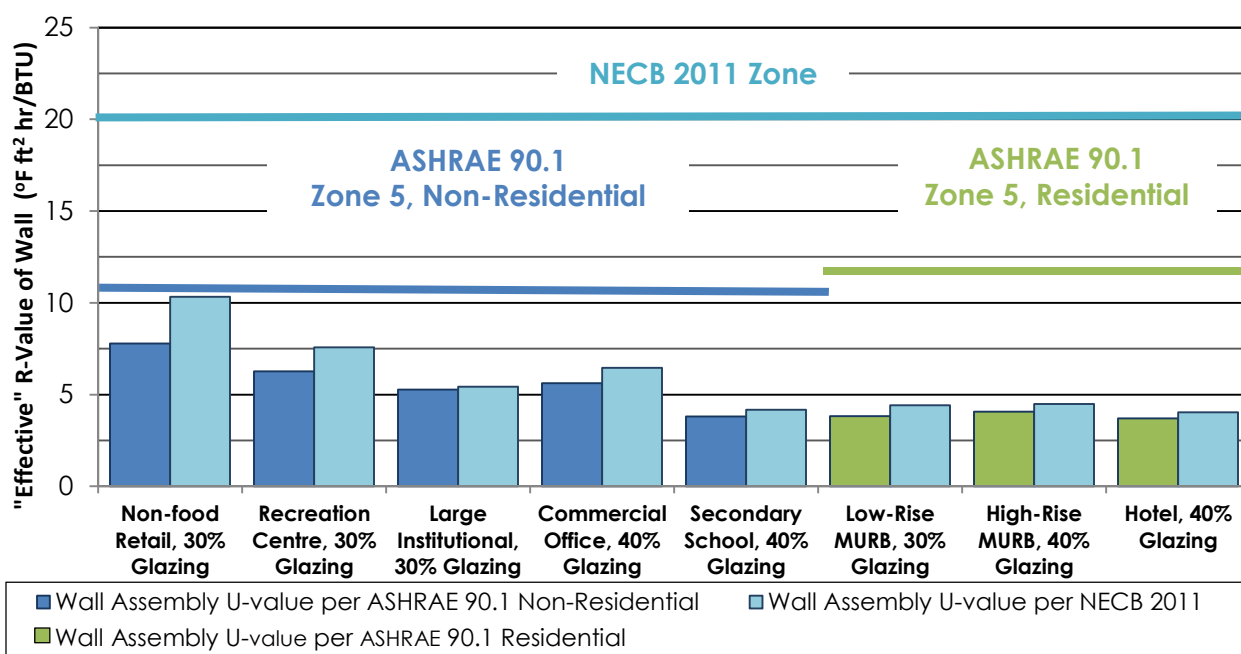 "Effective" R-Value of Wall (ºF ft² hr/BTU)
25
20
15
10
5
0
NECB 2011 Zone
ASHRAE 90.1
Zone 5, Non-Residential
ASHRAE 90.1
Zone 5, Residential
Non-food
Retail, 30%
Glazing
Recreation
Centre, 30%
Glazing
Large
Institutional,
30% Glazing
Commercial
Office, 40%
Glazing
Secondary
School, 40%
Glazing
Low-Rise
MURB, 30%
Glazing
High-Rise
MURB, 40%
Glazing
Hotel, 40%
Glazing
Wall Assembly U-value per ASHRAE 90.1 Non-Residential
Wall Assembly U-value per NECB 2011
Wall Assembly U-value per ASHRAE 90.1 Residential